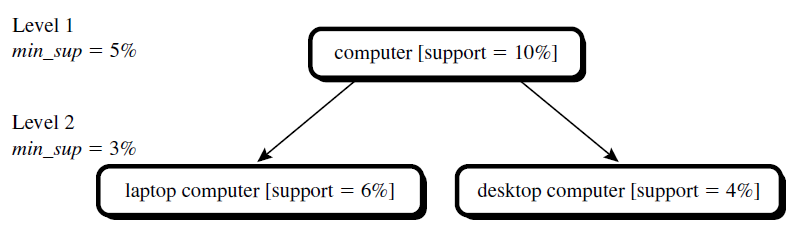 Level 1
min_sup = 5%
computer [support = 10%]
Level 2
min_sup = 3%
laptop computer [support = 6%]
desktop computer [support = 4%]